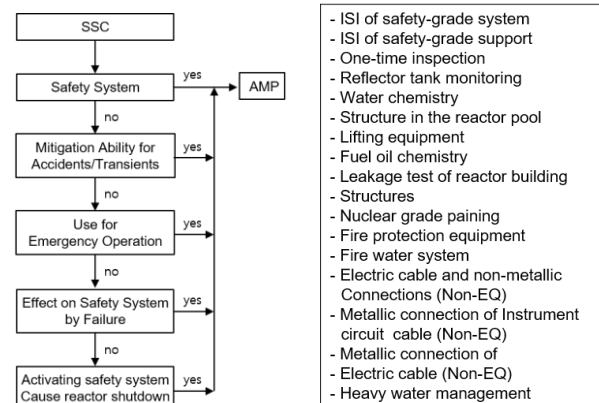 SSC
Safety System
yes
AMP
no
Mitigation Ability for
Accidents/Transients
yes
no
Use for
Emergency Operation
yes
no
Effect on Safety System
by Failure
yes
no
Activating safety system
Cause reactor shutdown
yes
- ISI of safety-grade system
- ISI of safety-grade support
- One-time inspection
- Reflector tank monitoring
- Water chemistry
- Structure in the reactor pool
- Lifting equipment
- Fuel oil chemistry
- Leakage test of reactor building
- Structures
- Nuclear grade paining
- Fire protection equipment
- Fire water system
- Electric cable and non-metallic
Connections (Non-EQ)
- Metallic connection of Instrument
circuit cable (Non-EQ)
- Metallic connection of
- Electric cable (Non-EQ)
- Heavy water management